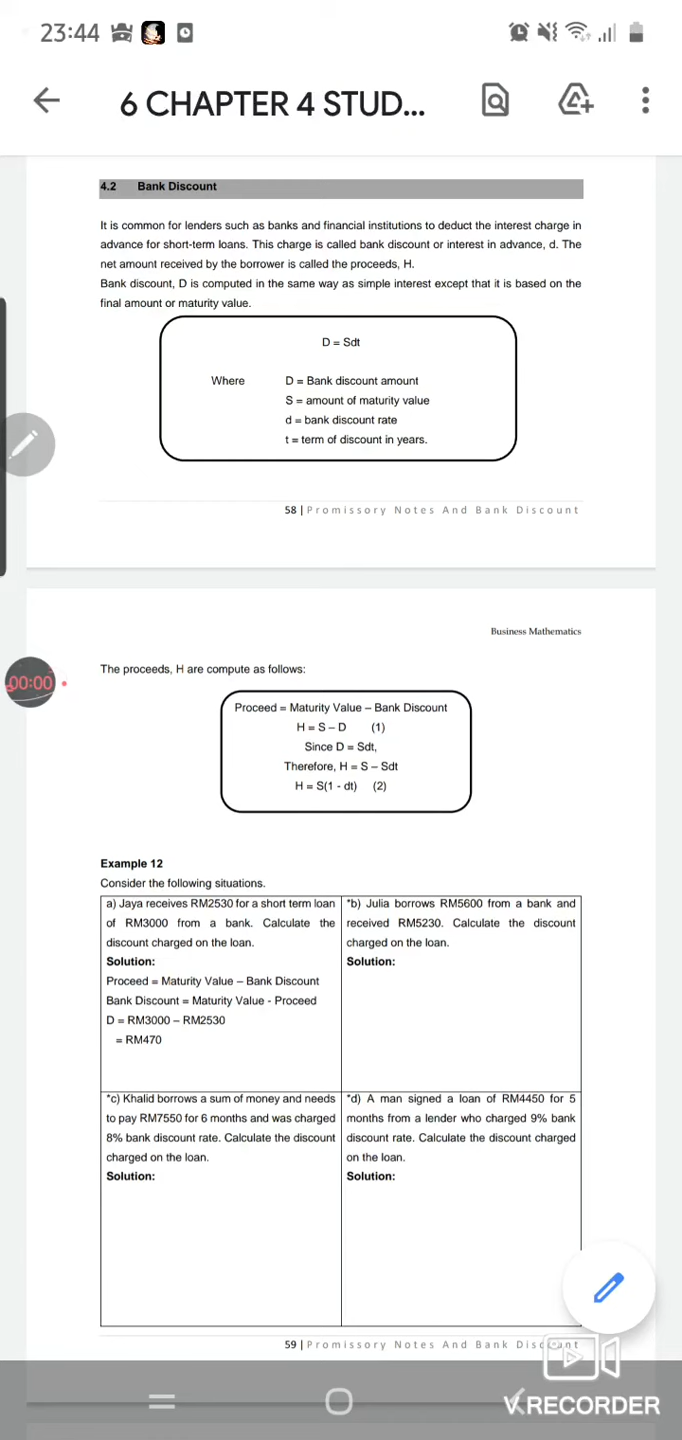 23:44
6 CHAPTER 4 STUD...
4.2 Bank Discount
It is common for lenders such as banks and financial institutions to deduct the interest charge in
advance for short-term loans. This charge is called bank discount or interest in advance, d. The
net amount received by the borrower is called the proceeds, H.
Bank discount, D is computed in the same way as simple interest except that it is based on the
final amount or maturity value.
D = Sdt
Where D = Bank discount amount
S = amount of maturity value
d = bank discount rate
t = term of discount in years.
58 | Promissory Notes And Bank Discount
Business Mathematics
00:00
The proceeds, H are compute as follows:
Proceed = Maturity Value – Bank Discount
H = S – D (1)
Since D = Sdt,
Therefore, H = S – Sdt
H = S(1 - dt) (2)
Example 12
Consider the following situations.
a) Jaya receives RM2530 for a short term loan
of RM3000 from a bank. Calculate the
discount charged on the loan.
Solution:
Proceed = Maturity Value – Bank Discount
Bank Discount = Maturity Value - Proceed
D = RM3000 – RM2530
= RM470
*b) Julia borrows RM5600 from a bank and
received RM5230. Calculate the discount
charged on the loan.
Solution:
*c) Khalid borrows a sum of money and needs
to pay RM7550 for 6 months and was charged
8% bank discount rate. Calculate the discount
charged on the loan.
Solution:
*d) A man signed a loan of RM4450 for 5
months from a lender who charged 9% bank
discount rate. Calculate the discount charged
on the loan.
Solution:
59 | Promissory Notes And Bank Discount
V.RECORDER